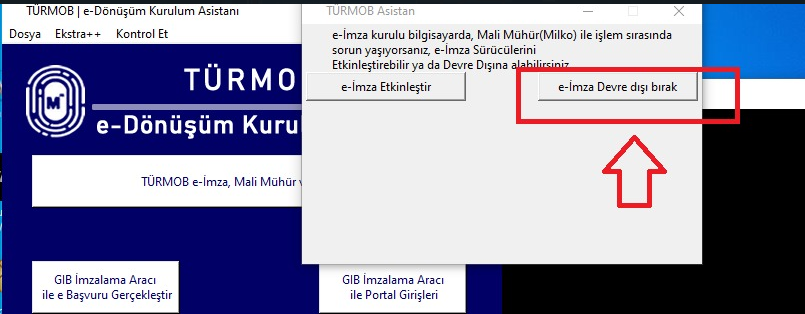 TÜRMOB | e-Dönüşüm Kurulum Asistanı
Dosya Ekstra++ Kontrol Et
TÜRMOB
e-Dönüşüm Kurulu
TÜRMOB e-İmza, Mali Mühür v
GIB İmzalama Aracı
ile e Başvuru Gerçekleştir
GIB İmzalama Aracı
ile Portal Girişleri
TÜRMOB Asistan
e-İmza kurulu bilgisayarda, Mali Mühür(Milko) ile işlem sırasında
sorun yaşıyorsanız, e-İmza Sürücülerini
Etkinleştirebilir ya da Devre Dışına alabilirsiniz
e-İmza Etkinleştir
e-İmza Devre dışı bırak